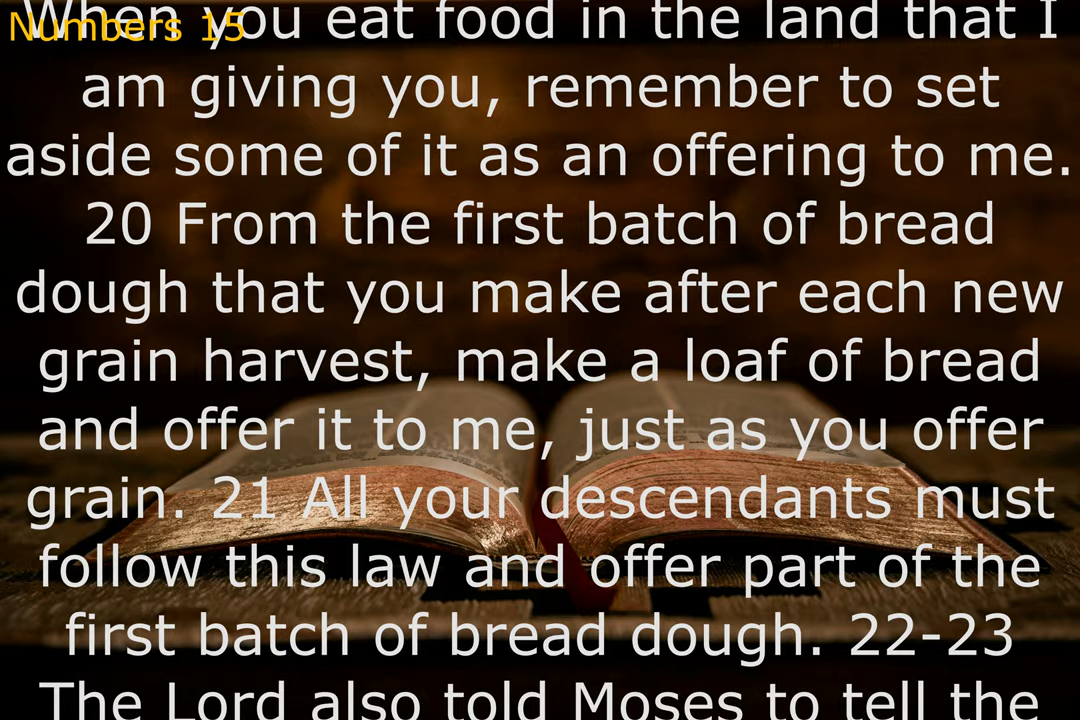 Numbers 15
When you eat food in the land that I
am giving you, remember to set
aside some of it as an offering to me.
20 From the first batch of bread
dough that you make after each new
grain harvest, make a loaf of bread
and offer it to me, just as you offer
grain. 21 All your descendants must
follow this law and offer part of the
first batch of bread dough. 22-23
The Lord also told Moses to tell the